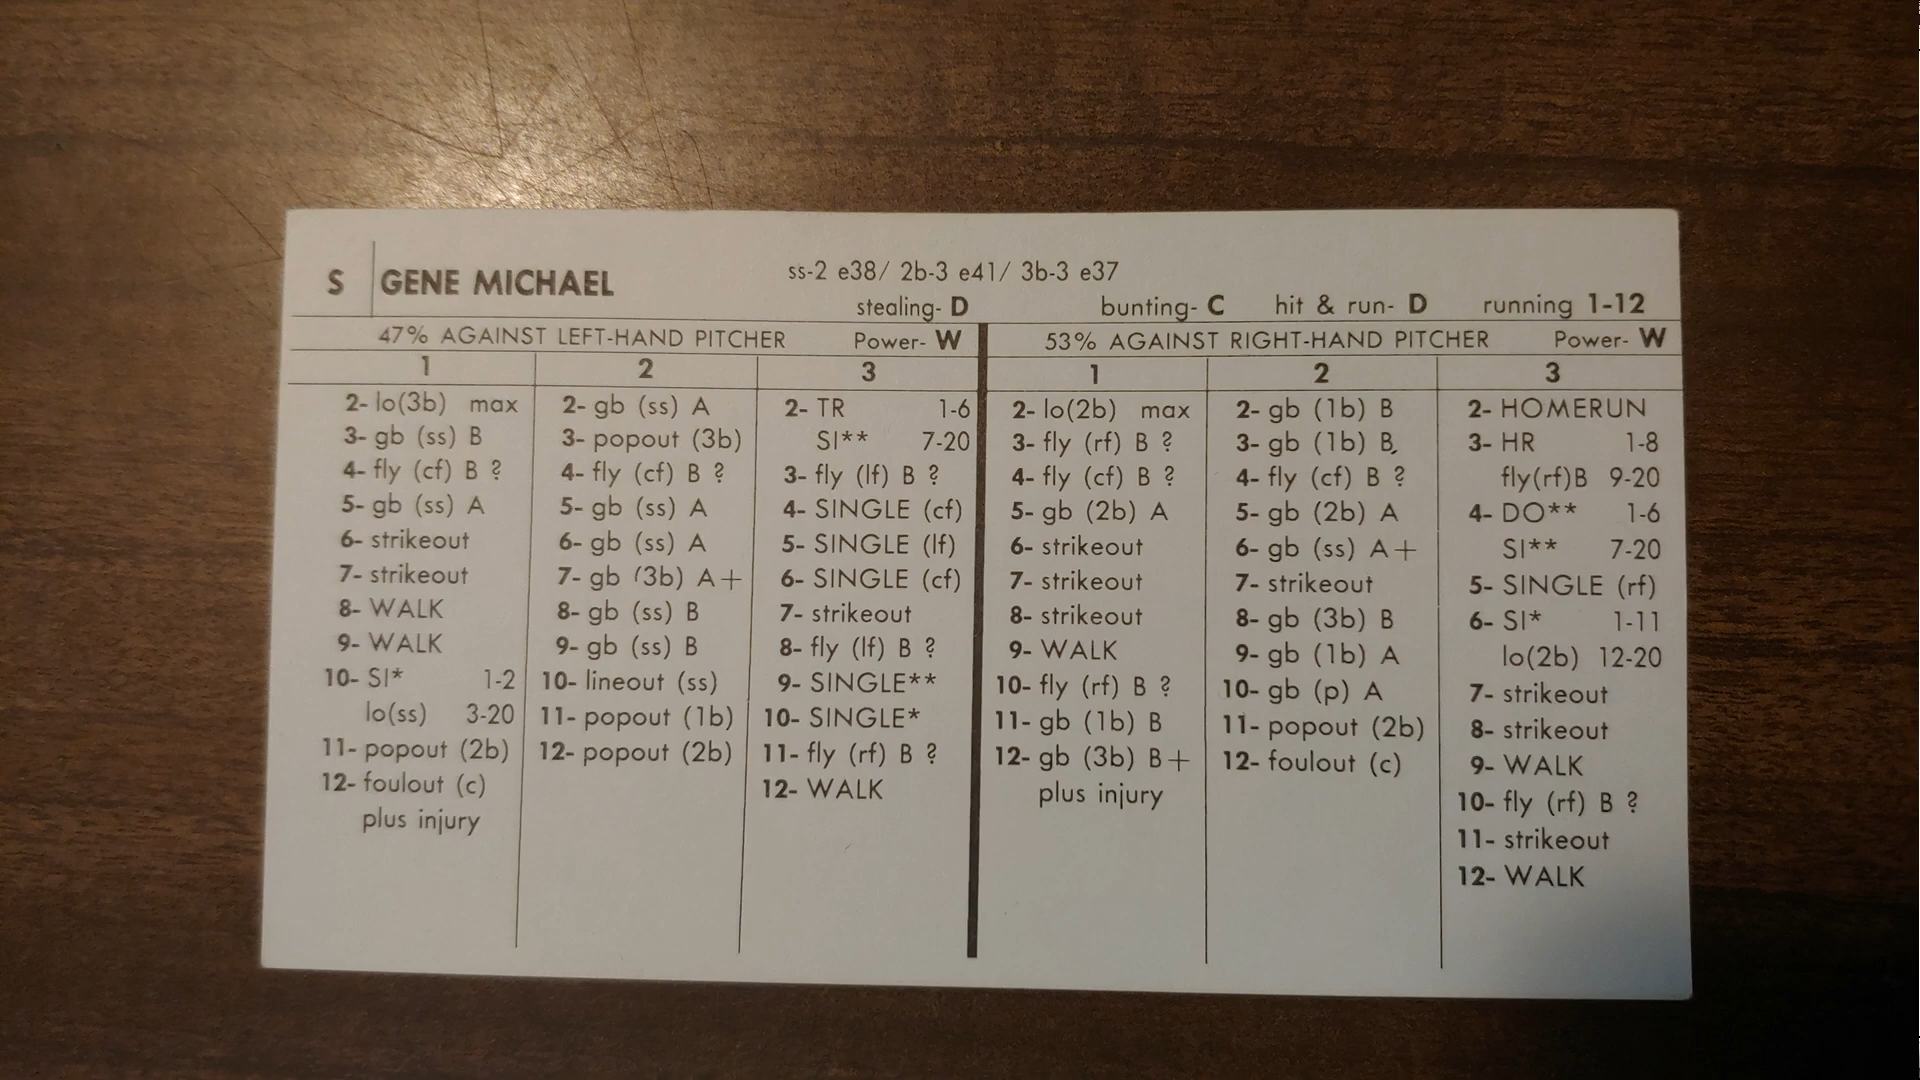 S GENE MICHAEL ss-2 e38/ 2b-3 e41/ 3b-3 e37
stealing- D bunting- C hit & run- D running 1-12
47% AGAINST LEFT-HAND PITCHER Power- W
1 2 3
2- lo(3b) max
3- gb (ss) B
4- fly (cf) B ?
5- gb (ss) A
6- strikeout
7- strikeout
8- WALK
9- WALK
10- SI* 1-2
lo(ss) 3-20
11- popout (2b)
12- foulout (c)
plus injury
2- gb (ss) A
3- popout (3b)
4- fly (cf) B ?
5- gb (ss) A
6- gb (ss) A
7- gb (3b) A+
8- gb (ss) B
9- gb (ss) B
10- lineout (ss)
11- popout (1b)
12- popout (2b)
2- TR 1-6
SI** 7-20
3- fly (lf) B ?
4- SINGLE (cf)
5- SINGLE (lf)
6- SINGLE (cf)
7- strikeout
8- fly (lf) B ?
9- SINGLE**
10- SINGLE*
11- fly (rf) B ?
12- WALK
53% AGAINST RIGHT-HAND PITCHER Power- W
1 2 3
2- lo(2b) max
3- fly (rf) B ?
4- fly (cf) B ?
5- gb (2b) A
6- strikeout
7- strikeout
8- strikeout
9- WALK
10- fly (rf) B ?
11- gb (1b) B
12- gb (3b) B+
plus injury
2- gb (1b) B
3- gb (1b) B
4- fly (cf) B ?
5- gb (2b) A
6- gb (ss) A+
7- strikeout
8- gb (3b) B
9- gb (1b) A
10- gb (p) A
11- popout (2b)
12- foulout (c)
2- HOMERUN
3- HR 1-8
fly(rf)B 9-20
4- DO** 1-6
SI** 7-20
5- SINGLE (rf)
6- SI* 1-11
lo(2b) 12-20
7- strikeout
8- strikeout
9- WALK
10- fly (rf) B ?
11- strikeout
12- WALK